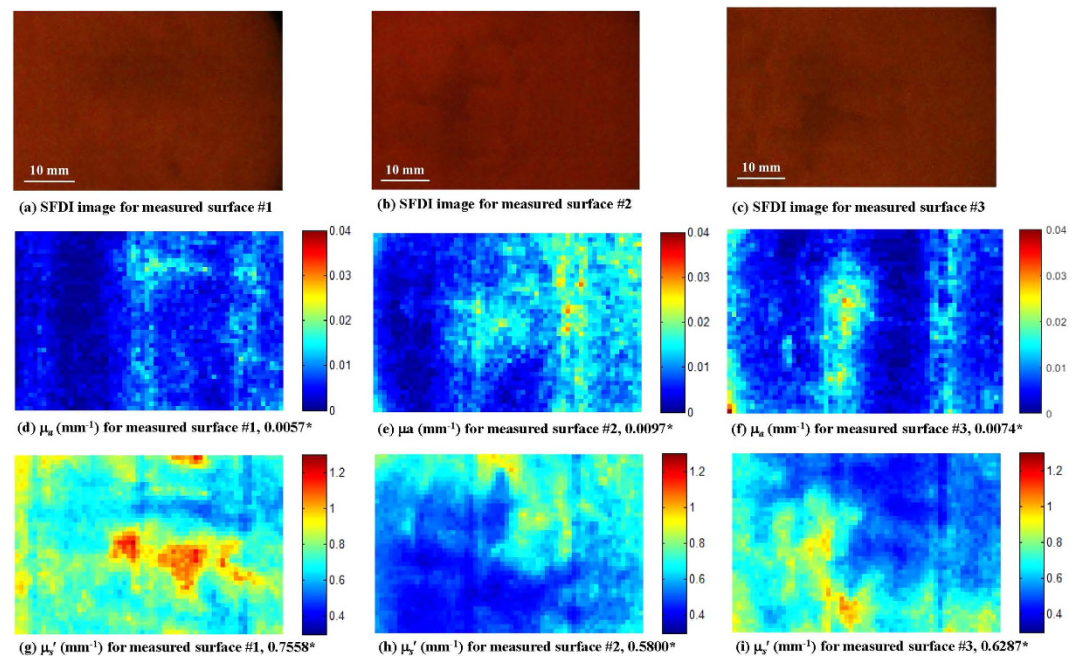 10 mm
10 mm
10 mm
(a) SFDI image for measured surface #1
(b) SFDI image for measured surface #2
(c) SFDI image for measured surface #3
0.04
0.03
0.02
0.01
0
0.04
0.03
0.02
0.01
0
0.04
0.03
0.02
0.01
0
(d) μa (mm⁻¹) for measured surface #1, 0.0057*
(e) μa (mm⁻¹) for measured surface #2, 0.0097*
(f) μa (mm⁻¹) for measured surface #3, 0.0074*
1.2
1
0.8
0.6
0.4
1.2
1
0.8
0.6
0.4
1.2
1
0.8
0.6
0.4
(g) μs′ (mm⁻¹) for measured surface #1, 0.7558*
(h) μs′ (mm⁻¹) for measured surface #2, 0.5800*
(i) μs′ (mm⁻¹) for measured surface #3, 0.6287*